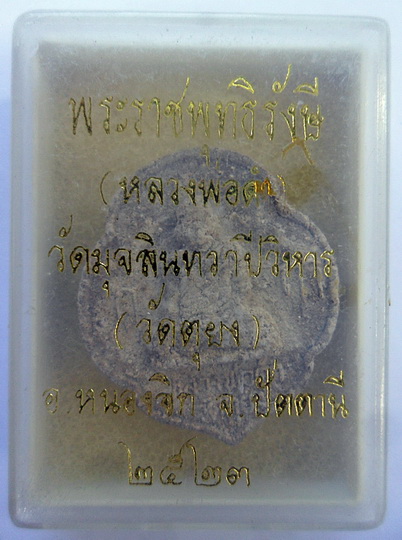 พระราชพุทธิรังษี
(หลวงพ่อดำ)
วัดมุจลินทวาปีวิหาร
(วัดตุยง)
อ.หนองจิก จ.ปัตตานี
๒๕๒๓